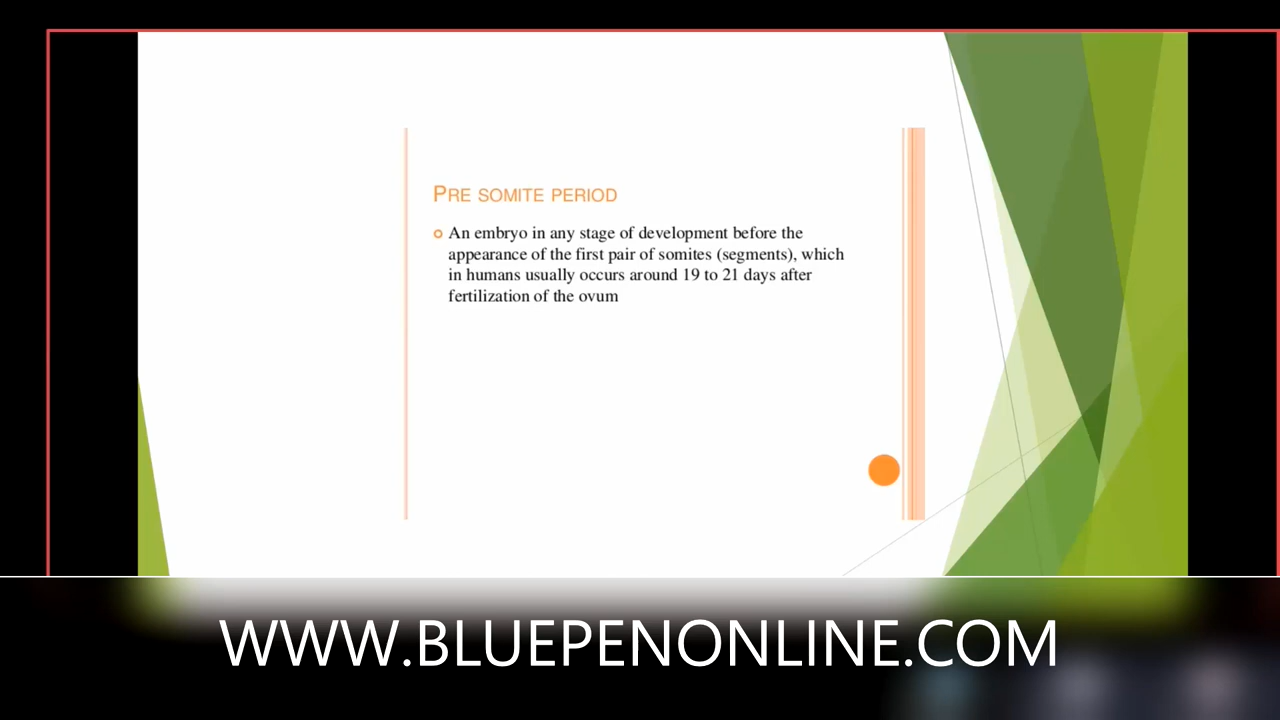 PRE SOMITE PERIOD
An embryo in any stage of development before the
appearance of the first pair of somites (segments), which
in humans usually occurs around 19 to 21 days after
fertilization of the ovum
WWW.BLUEPENONLINE.COM